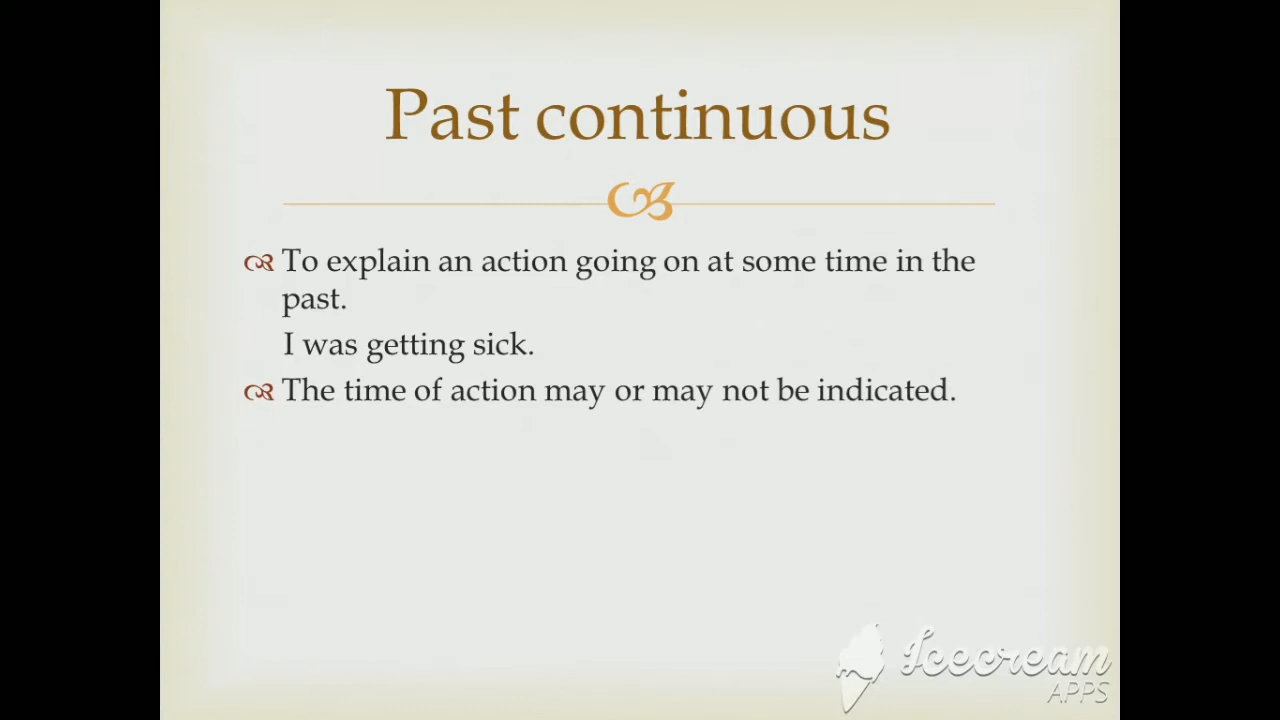 Past continuous
To explain an action going on at some time in the
past.
I was getting sick.
The time of action may or may not be indicated.
Icecream
APPS